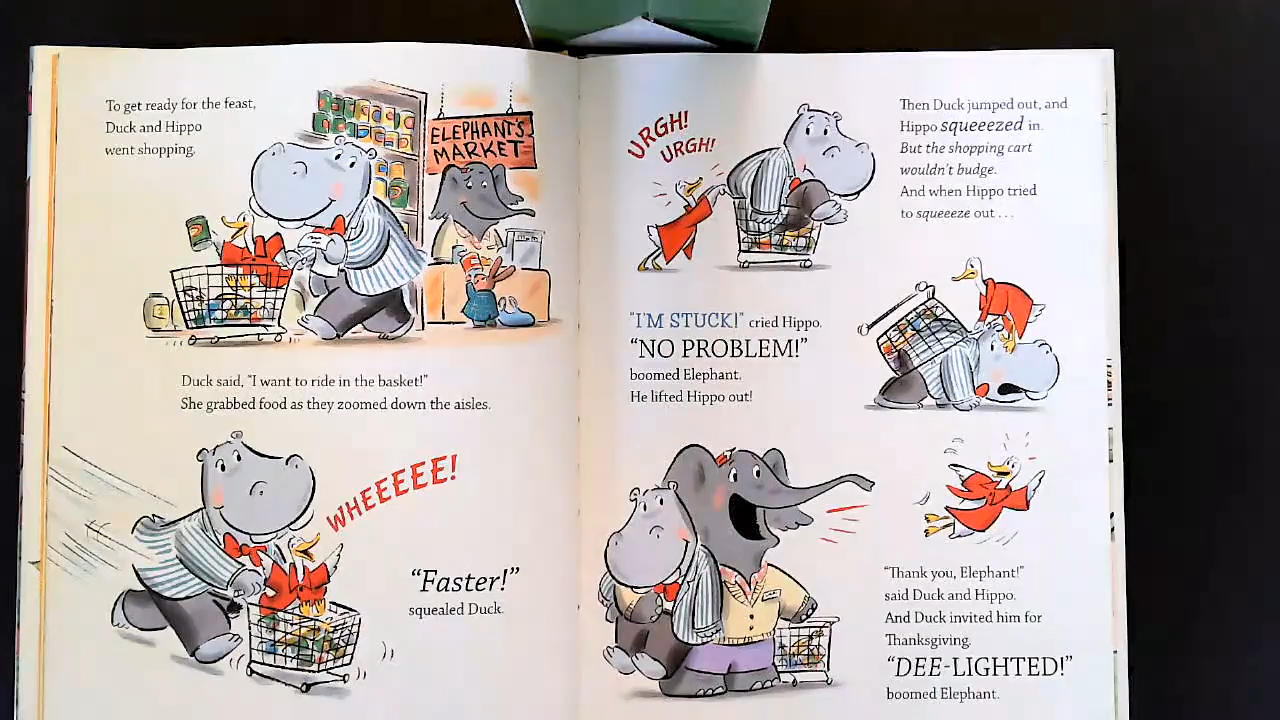 To get ready for the feast,
Duck and Hippo
went shopping.
ELEPHANT'S
MARKET
Duck said, "I want to ride in the basket!"
She grabbed food as they zoomed down the aisles.
WHEEEEE!
"Faster!"
squealed Duck.
URGH!
URGH!
Then Duck jumped out, and
Hippo squeeezed in.
But the shopping cart
wouldn't budge.
And when Hippo tried
to squeeeze out . . .
"I'M STUCK!" cried Hippo.
"NO PROBLEM!"
boomed Elephant.
He lifted Hippo out!
"Thank you, Elephant!"
said Duck and Hippo.
And Duck invited him for
Thanksgiving.
"DEE-LIGHTED!"
boomed Elephant.